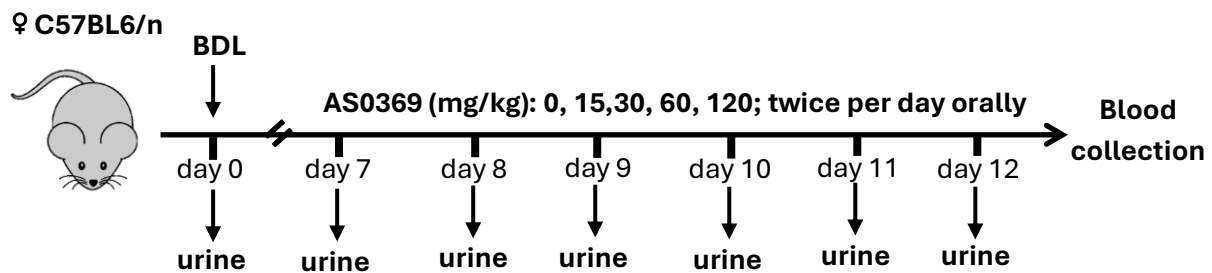 ♀ C57BL6/n
BDL
AS0369 (mg/kg): 0, 15,30, 60, 120; twice per day orally
Blood
collection
day 0 day 7 day 8 day 9 day 10 day 11 day 12
urine urine urine urine urine urine urine